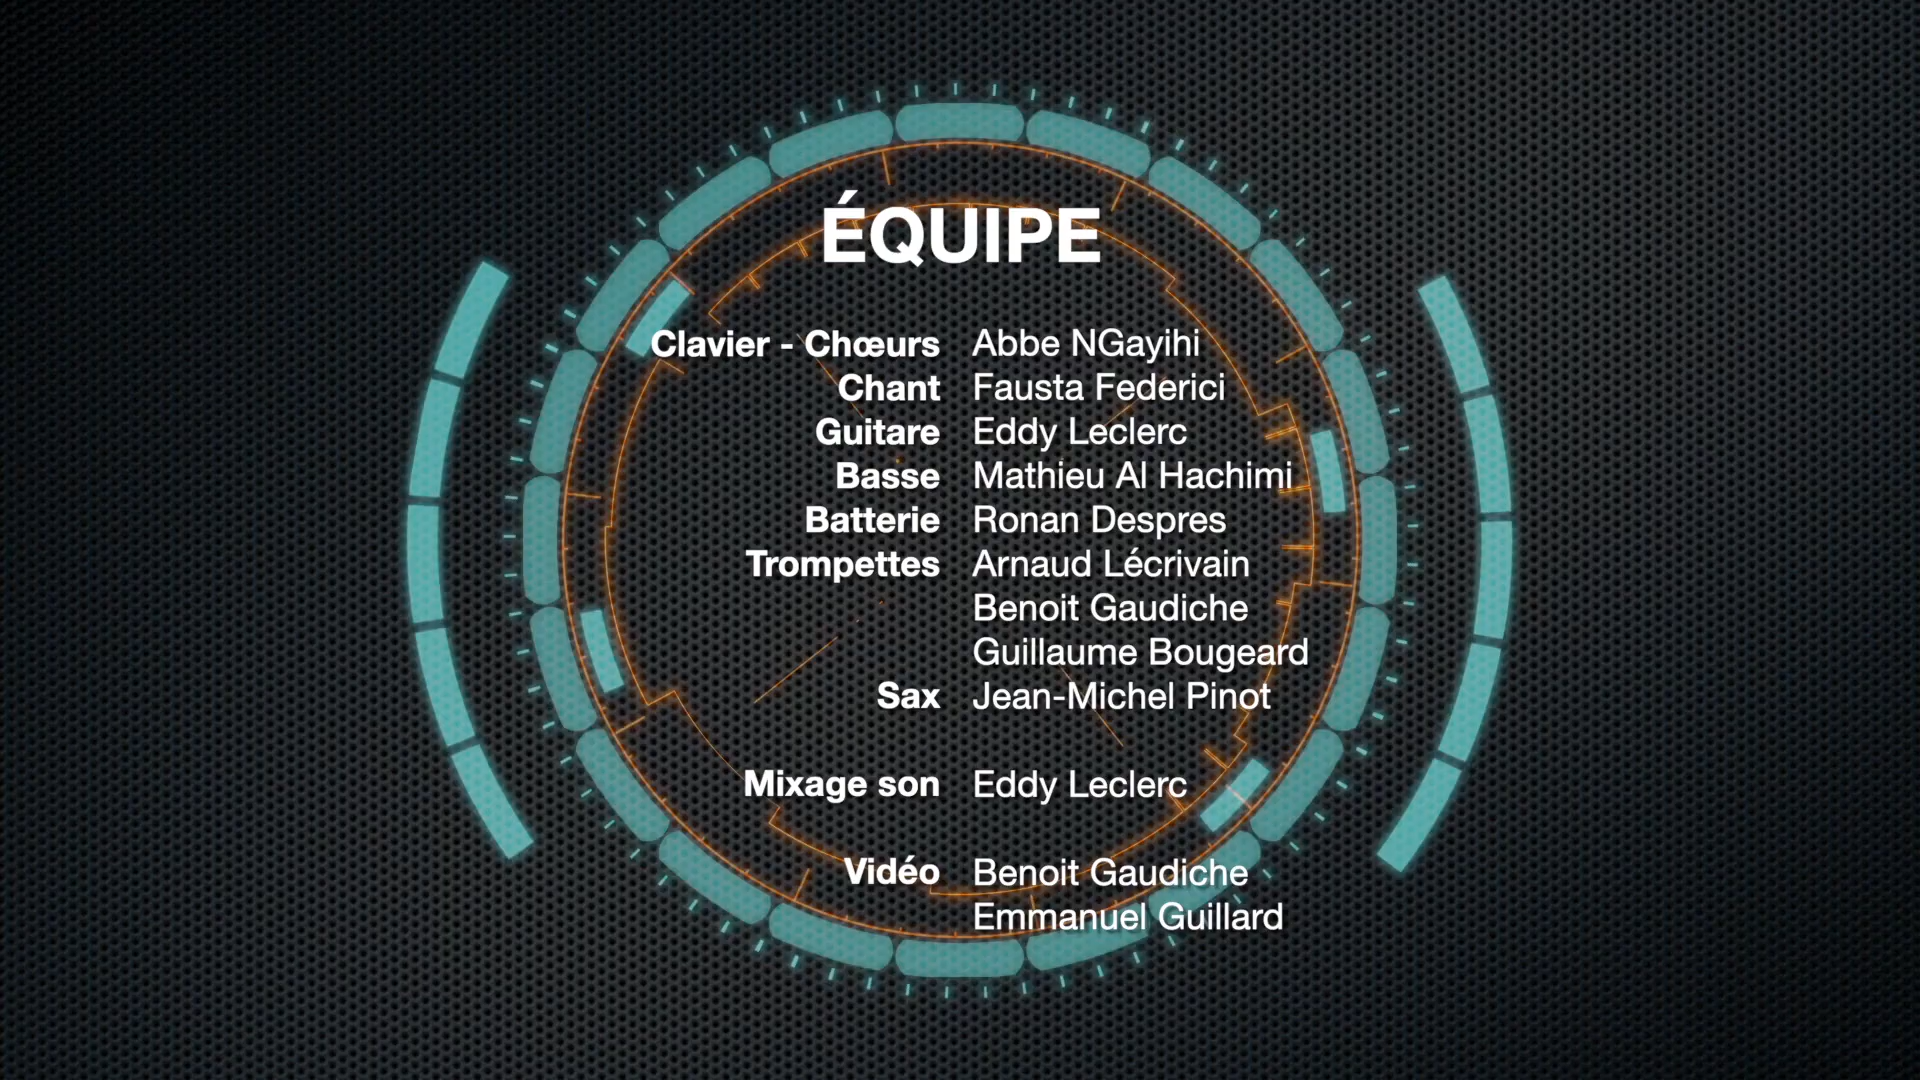 ÉQUIPE
Clavier - Chœurs Abbe NGayihi
Chant Fausta Federici
Guitare Eddy Leclerc
Basse Mathieu Al Hachimi
Batterie Ronan Despres
Trompettes Arnaud Lécrivain
Benoit Gaudiche
Guillaume Bougeard
Sax Jean-Michel Pinot
Mixage son Eddy Leclerc
Vidéo Benoit Gaudiche
Emmanuel Guillard